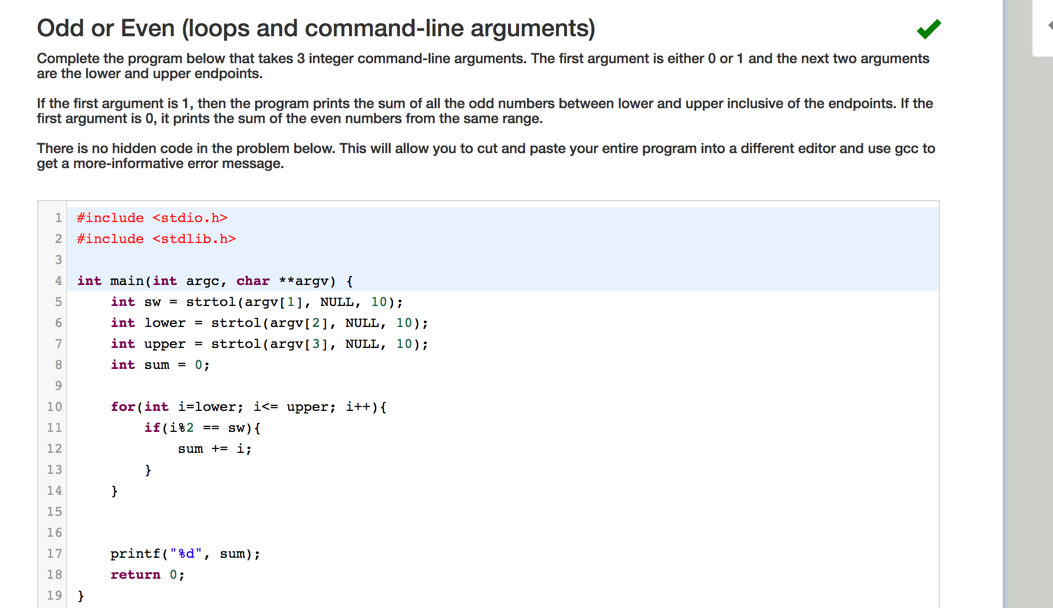 Odd or Even (loops and command-line arguments)
Complete the program below that takes 3 integer command-line arguments. The first argument is either 0 or 1 and the next two arguments
are the lower and upper endpoints.
If the first argument is 1, then the program prints the sum of all the odd numbers between lower and upper inclusive of the endpoints. If the
first argument is 0, it prints the sum of the even numbers from the same range.
There is no hidden code in the problem below. This will allow you to cut and paste your entire program into a different editor and use gcc to
get a more-informative error message.
1 #include <stdio.h>
2 #include <stdlib.h>
3
4 int main(int argc, char **argv) {
5     int sw = strtol(argv[1], NULL, 10);
6     int lower = strtol(argv[2], NULL, 10);
7     int upper = strtol(argv[3], NULL, 10);
8     int sum = 0;
9
10     for(int i=lower; i<= upper; i++){
11         if(i%2 == sw){
12             sum += i;
13         }
14     }
15
16
17     printf("%d", sum);
18     return 0;
19 }